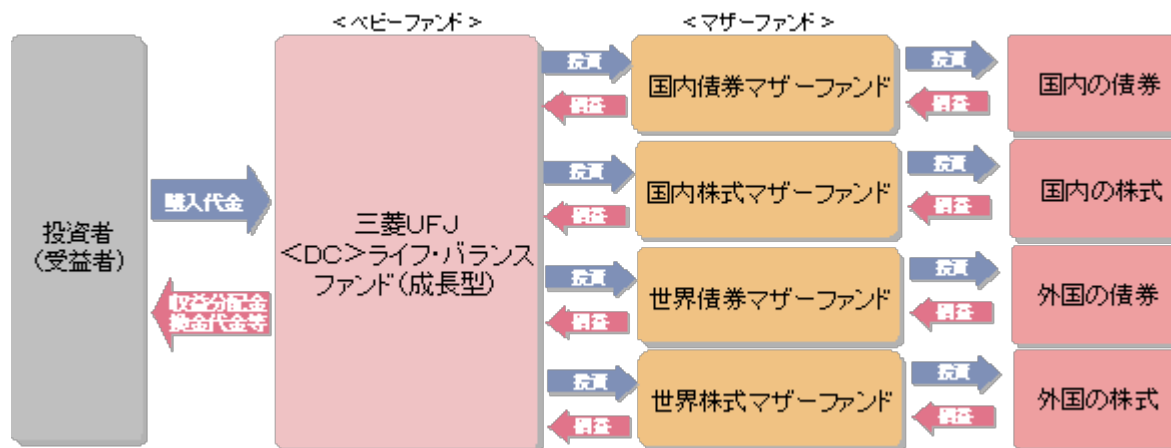 <ベビーファンド>
<マザーファンド>
投資者
(受益者)
購入代金
収益分配金
換金代金等
三菱UFJ
<DC>ライフ・バランス
ファンド(成長型)
投資
損益
国内債券マザーファンド
投資
損益
国内の債券
投資
損益
国内株式マザーファンド
投資
損益
国内の株式
投資
損益
世界債券マザーファンド
投資
損益
外国の債券
投資
損益
世界株式マザーファンド
投資
損益
外国の株式